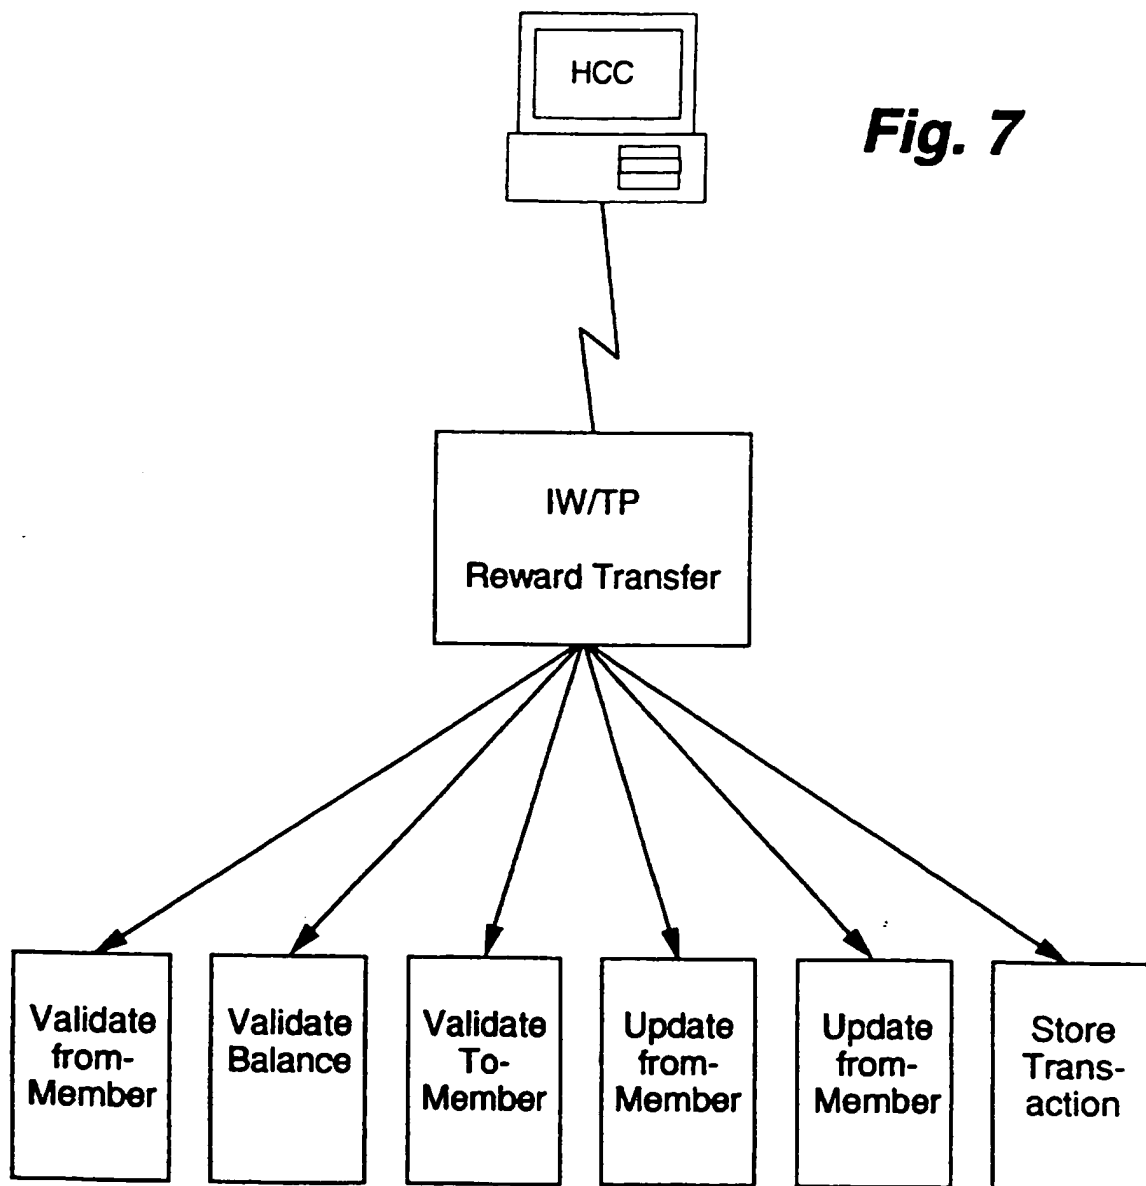 HCC
Fig. 7
IW/TP
Reward Transfer
Validate
from-
Member
Validate
Balance
Validate
To-
Member
Update
from-
Member
Update
from-
Member
Store
Trans-
action